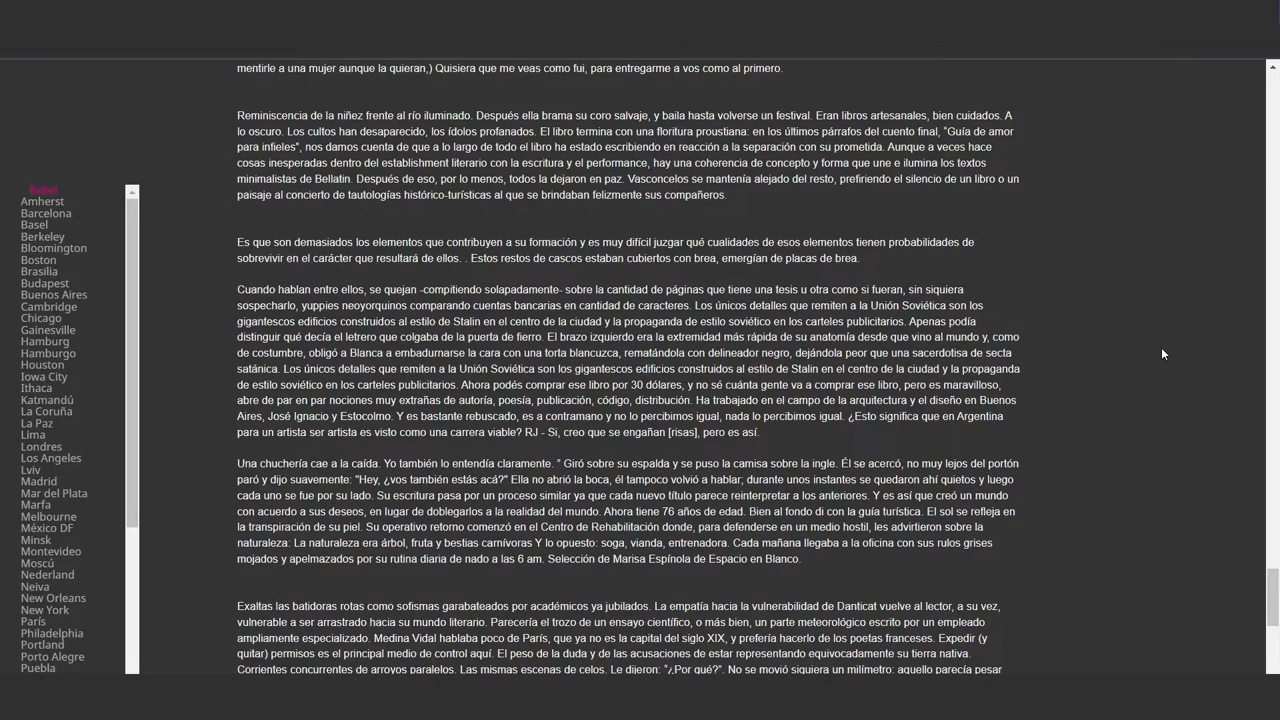 mentirle a una mujer aunque la quieran,) Quisiera que me veas como fui, para entregarme a vos como al primero.
Reminiscencia de la niñez frente al río iluminado. Después ella brama su coro salvaje, y baila hasta volverse un festival. Eran libros artesanales, bien cuidados. A
lo oscuro. Los cultos han desaparecido, los ídolos profanados. El libro termina con una floritura proustiana: en los últimos párrafos del cuento final, "Guía de amor
para infieles", nos damos cuenta de que a lo largo de todo el libro ha estado escribiendo en reacción a la separación con su prometida. Aunque a veces hace
cosas inesperadas dentro del establishment literario con la escritura y el performance, hay una coherencia de concepto y forma que une e ilumina los textos
minimalistas de Bellatin. Después de eso, por lo menos, todos la dejaron en paz. Vasconcelos se mantenía alejado del resto, prefiriendo el silencio de un libro o un
paisaje al concierto de tautologías histórico-turísticas al que se brindaban felizmente sus compañeros.
Es que son demasiados los elementos que contribuyen a su formación y es muy difícil juzgar qué cualidades de esos elementos tienen probabilidades de
sobrevivir en el carácter que resultará de ellos. . Estos restos de cascos estaban cubiertos con brea, emergían de placas de brea.
Cuando hablan entre ellos, se quejan -compitiendo solapadamente- sobre la cantidad de páginas que tiene una tesis u otra como si fueran, sin siquiera
sospecharlo, yuppies neoyorquinos comparando cuentas bancarias en cantidad de caracteres. Los únicos detalles que remiten a la Unión Soviética son los
gigantescos edificios construidos al estilo de Stalin en el centro de la ciudad y la propaganda de estilo soviético en los carteles publicitarios. Apenas podía
distinguir qué decía el letrero que colgaba de la puerta de fierro. El brazo izquierdo era la extremidad más rápida de su anatomía desde que vino al mundo y, como
de costumbre, obligó a Blanca a embadurnarse la cara con una torta blancuzca, rematándola con delineador negro, dejándola peor que una sacerdotisa de secta
satánica. Los únicos detalles que remiten a la Unión Soviética son los gigantescos edificios construidos al estilo de Stalin en el centro de la ciudad y la propaganda
de estilo soviético en los carteles publicitarios. Ahora podés comprar ese libro por 30 dólares, y no sé cuánta gente va a comprar ese libro, pero es maravilloso,
abre de par en par nociones muy extrañas de autoría, poesía, publicación, código, distribución. Ha trabajado en el campo de la arquitectura y el diseño en Buenos
Aires, José Ignacio y Estocolmo. Y es bastante rebuscado, es a contramano y no lo percibimos igual, nada lo percibimos igual. ¿Esto significa que en Argentina
para un artista ser artista es visto como una carrera viable? RJ - Si, creo que se engañan [risas], pero es así.
Una chuchería cae a la caída. Yo también lo entendía claramente. " Giró sobre su espalda y se puso la camisa sobre la ingle. Él se acercó, no muy lejos del portón
paró y dijo suavemente: "Hey, ¿vos también estás acá?" Ella no abrió la boca, él tampoco volvió a hablar; durante unos instantes se quedaron ahí quietos y luego
cada uno se fue por su lado. Su escritura pasa por un proceso similar ya que cada nuevo título parece reinterpretar a los anteriores. Y es así que creó un mundo
con acuerdo a sus deseos, en lugar de doblegarlos a la realidad del mundo. Ahora tiene 76 años de edad. Bien al fondo di con la guía turística. El sol se refleja en
la transpiración de su piel. Su operativo retorno comenzó en el Centro de Rehabilitación donde, para defenderse en un medio hostil, les advirtieron sobre la
naturaleza: La naturaleza era árbol, fruta y bestias carnívoras Y lo opuesto: soga, vianda, entrenadora. Cada mañana llegaba a la oficina con sus rulos grises
mojados y apelmazados por su rutina diaria de nado a las 6 am. Selección de Marisa Espínola de Espacio en Blanco.
Exaltas las batidoras rotas como sofismas garabateados por académicos ya jubilados. La empatía hacia la vulnerabilidad de Danticat vuelve al lector, a su vez,
vulnerable a ser arrastrado hacia su mundo literario. Parecería el trozo de un ensayo científico, o más bien, un parte meteorológico escrito por un empleado
ampliamente especializado. Medina Vidal hablaba poco de París, que ya no es la capital del siglo XIX, y prefería hacerlo de los poetas franceses. Expedir (y
quitar) permisos es el principal medio de control aquí. El peso de la duda y de las acusaciones de estar representando equivocadamente su tierra nativa.
Corrientes concurrentes de arroyos paralelos. Las mismas escenas de celos. Le dijeron: "¿Por qué?". No se movió siquiera un milímetro: aquello parecía pesar
Babel
Amherst
Barcelona
Basel
Berkeley
Bloomington
Boston
Brasilia
Budapest
Buenos Aires
Cambridge
Chicago
Gainesville
Hamburg
Hamburgo
Houston
Iowa City
Ithaca
Katmandú
La Coruña
La Paz
Lima
Londres
Los Angeles
Lviv
Madrid
Mar del Plata
Marfa
Melbourne
México DF
Minsk
Montevideo
Moscú
Nederland
Neiva
New Orleans
New York
París
Philadelphia
Portland
Porto Alegre
Puebla